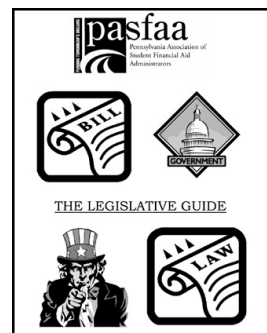 pasfaa
Pennsylvania Association of
Student Financial Aid
Administrators
BILL
GOVERNMENT
THE LEGISLATIVE GUIDE
LAW